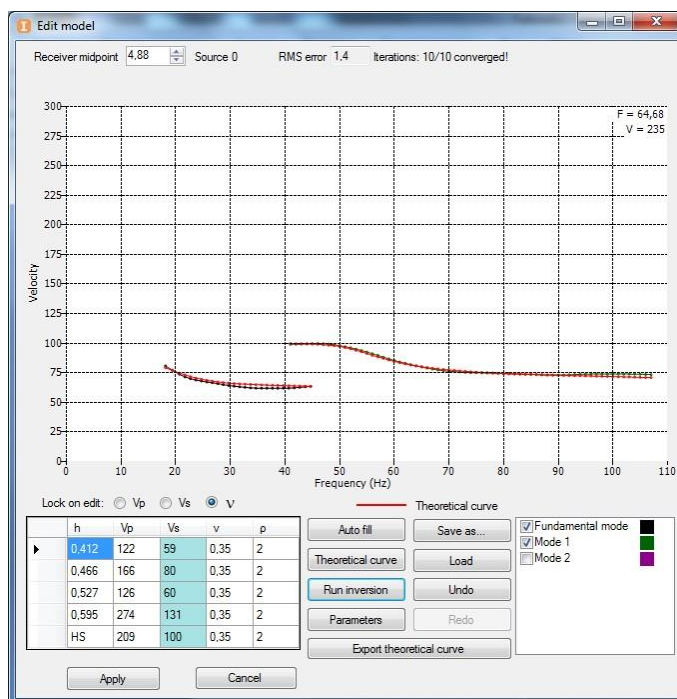 Edit model
Receiver midpoint 4,88 Source 0 RMS error 1,4 Iterations: 10/10 converged!
F = 64,68
V = 235
300
275
250
225
200
175
150
125
100
75
50
25
0
Velocity
0 10 20 30 40 50 60 70 80 90 100 110
Frequency (Hz)
Theoretical curve
Lock on edit: Vp Vs ν
h Vp Vs ν ρ
0,412 122 59 0,35 2
0,466 166 80 0,35 2
0,527 126 60 0,35 2
0,595 274 131 0,35 2
HS 209 100 0,35 2
Auto fill Save as...
Theoretical curve Load
Run inversion Undo
Parameters Redo
Export theoretical curve
Fundamental mode
Mode 1
Mode 2
Apply Cancel